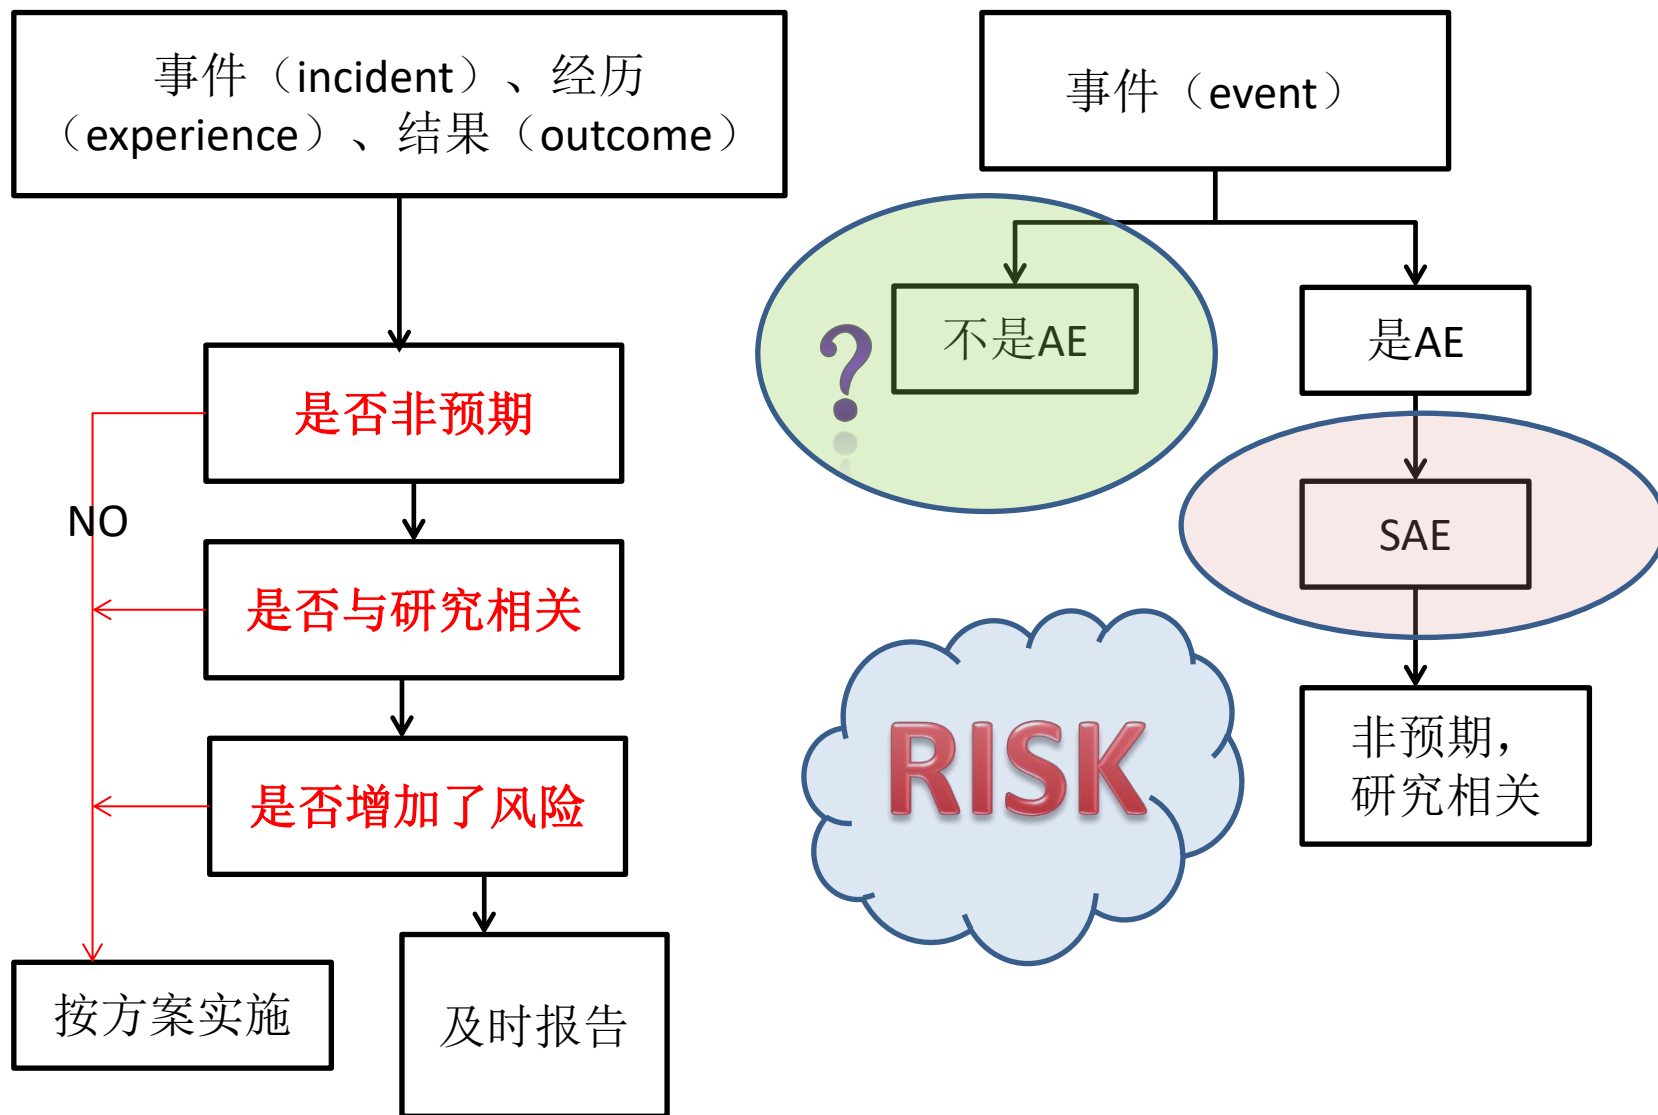 事件（incident）、经历
（experience）、结果（outcome）
是否非预期
NO
是否与研究相关
是否增加了风险
按方案实施
及时报告
事件（event）
?
不是AE
是AE
SAE
非预期，
研究相关
RISK